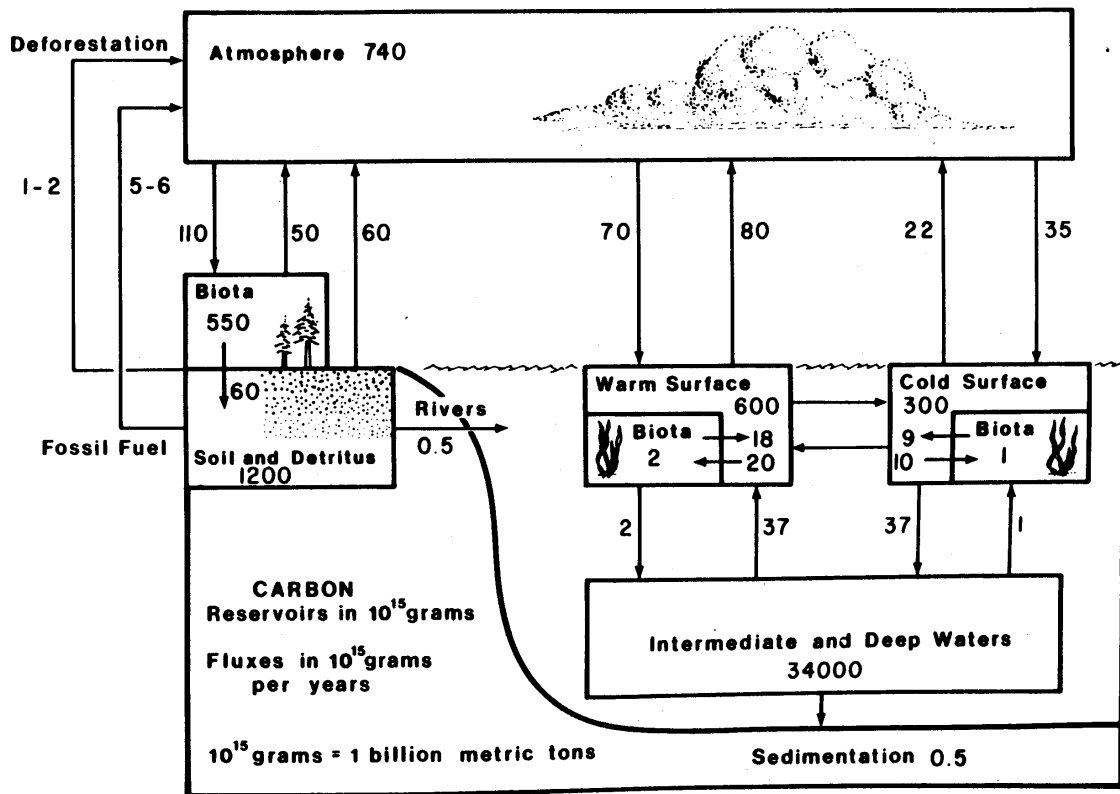 Deforestation
Atmosphere 740
1-2
5-6
110
50
60
70
80
22
35
Biota
550
60
Fossil Fuel
Soil and Detritus
1200
Rivers
0.5
Warm Surface
600
Biota
2
18
20
Cold Surface
300
9
10
Biota
1
2
37
37
1
CARBON
Reservoirs in 10¹⁵grams
Fluxes in 10¹⁵grams
per years
10¹⁵grams = 1 billion metric tons
Intermediate and Deep Waters
34000
Sedimentation 0.5